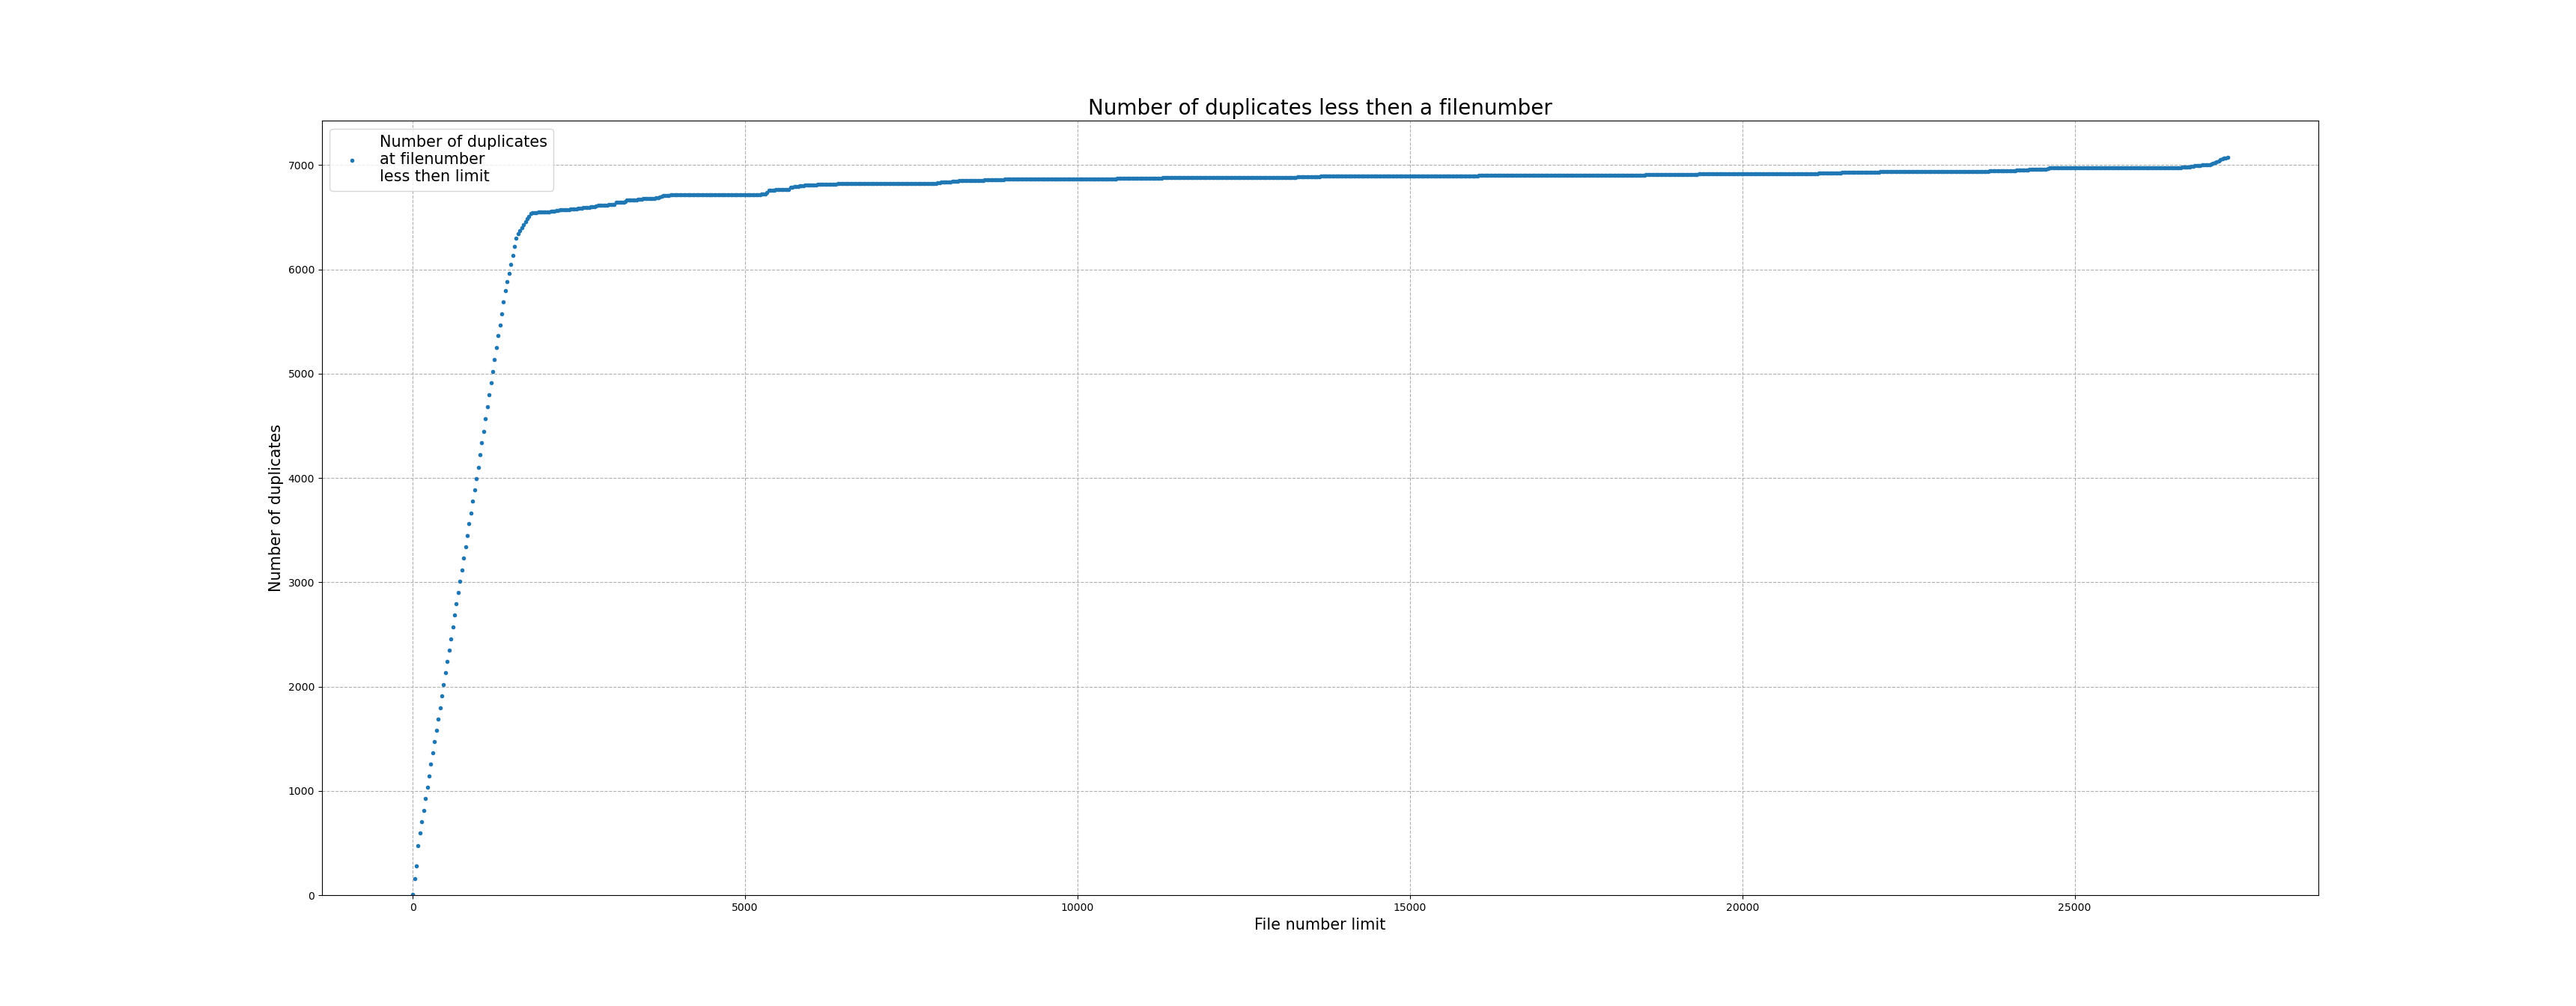 Number of duplicates less then a filenumber
Number of duplicates
at filenumber
less then limit
7000
6000
5000
4000
3000
2000
1000
0
Number of duplicates
0 5000 10000 15000 20000 25000
File number limit